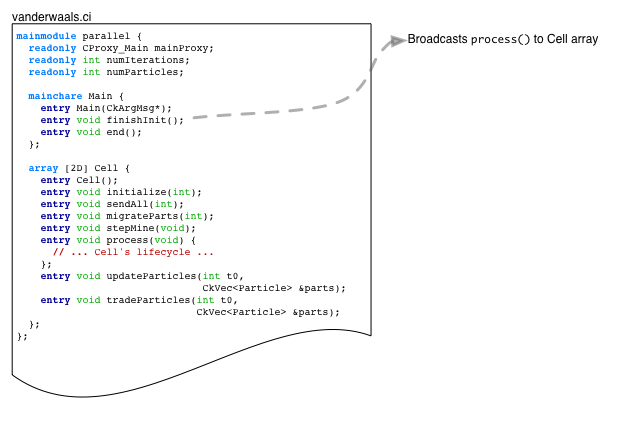 vanderwaals.ci
mainmodule parallel {
  readonly CProxy_Main mainProxy;
  readonly int numIterations;
  readonly int numParticles;
  mainchare Main {
    entry Main(CkArgMsg*);
    entry void finishInit();
    entry void end();
  };
  array [2D] Cell {
    entry Cell();
    entry void initialize(int);
    entry void sendAll(int);
    entry void migrateParts(int);
    entry void stepMine(void);
    entry void process(void) {
      // ... Cell's lifecycle ...
    };
    entry void updateParticles(int t0,
                               CkVec<Particle> &parts);
    entry void tradeParticles(int t0,
                              CkVec<Particle> &parts);
  };
};
Broadcasts process() to Cell array